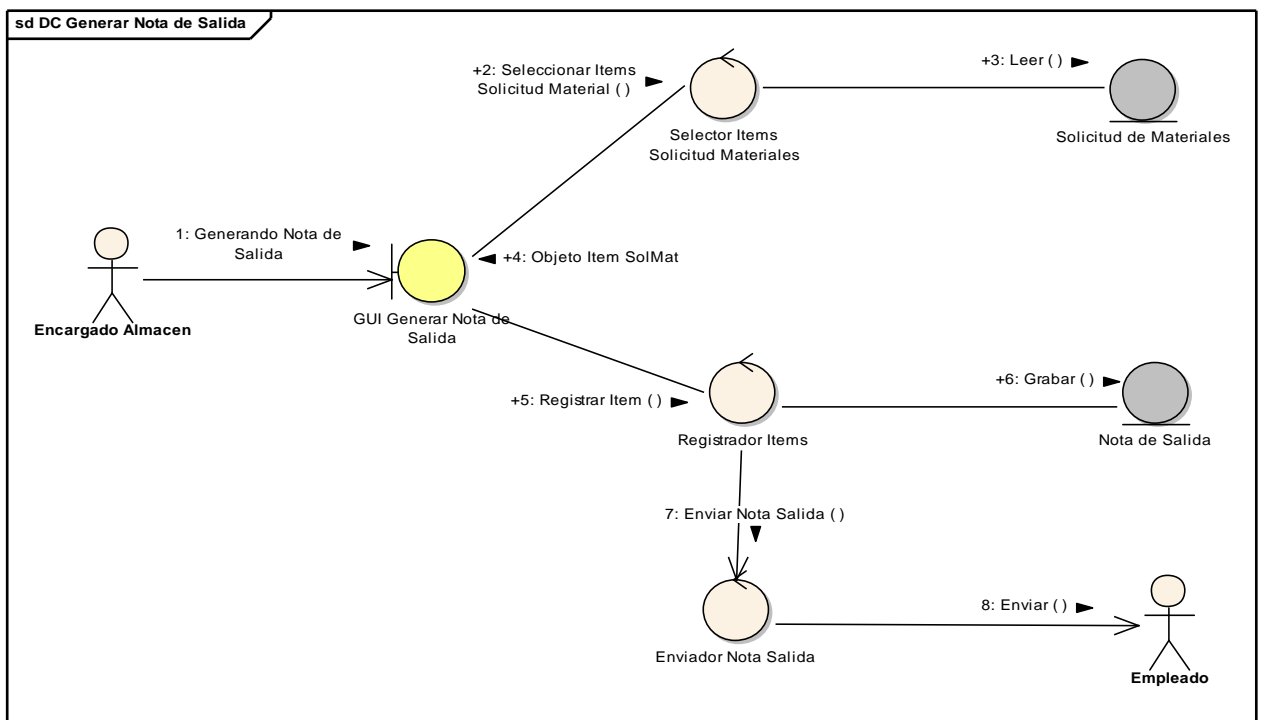 sd DC Generar Nota de Salida
+2: Seleccionar Items
Solicitud Material ( )
+3: Leer ( )
Selector Items
Solicitud Materiales
Solicitud de Materiales
1: Generando Nota de
Salida
+4: Objeto Item SolMat
Encargado Almacen
GUI Generar Nota de
Salida
+5: Registrar Item ( )
+6: Grabar ( )
Registrador Items
Nota de Salida
7: Enviar Nota Salida ( )
8: Enviar ( )
Enviador Nota Salida
Empleado